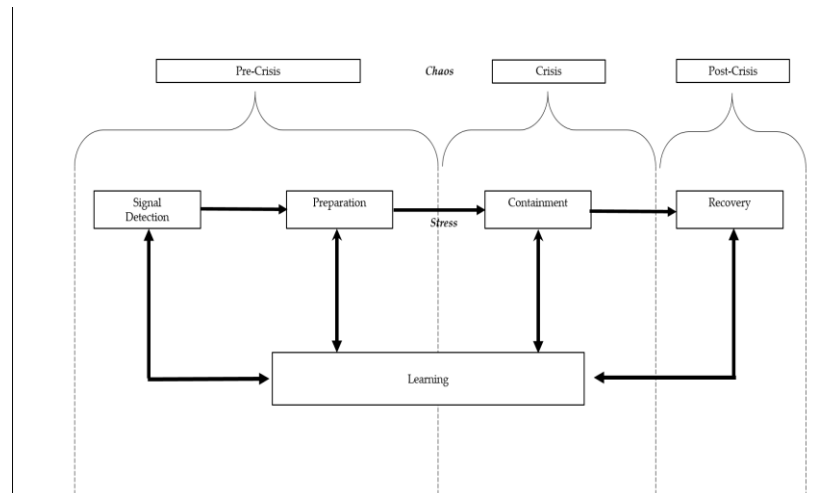 Pre-Crisis
Chaos
Crisis
Post-Crisis
Signal
Detection
Preparation
Stress
Containment
Recovery
Learning